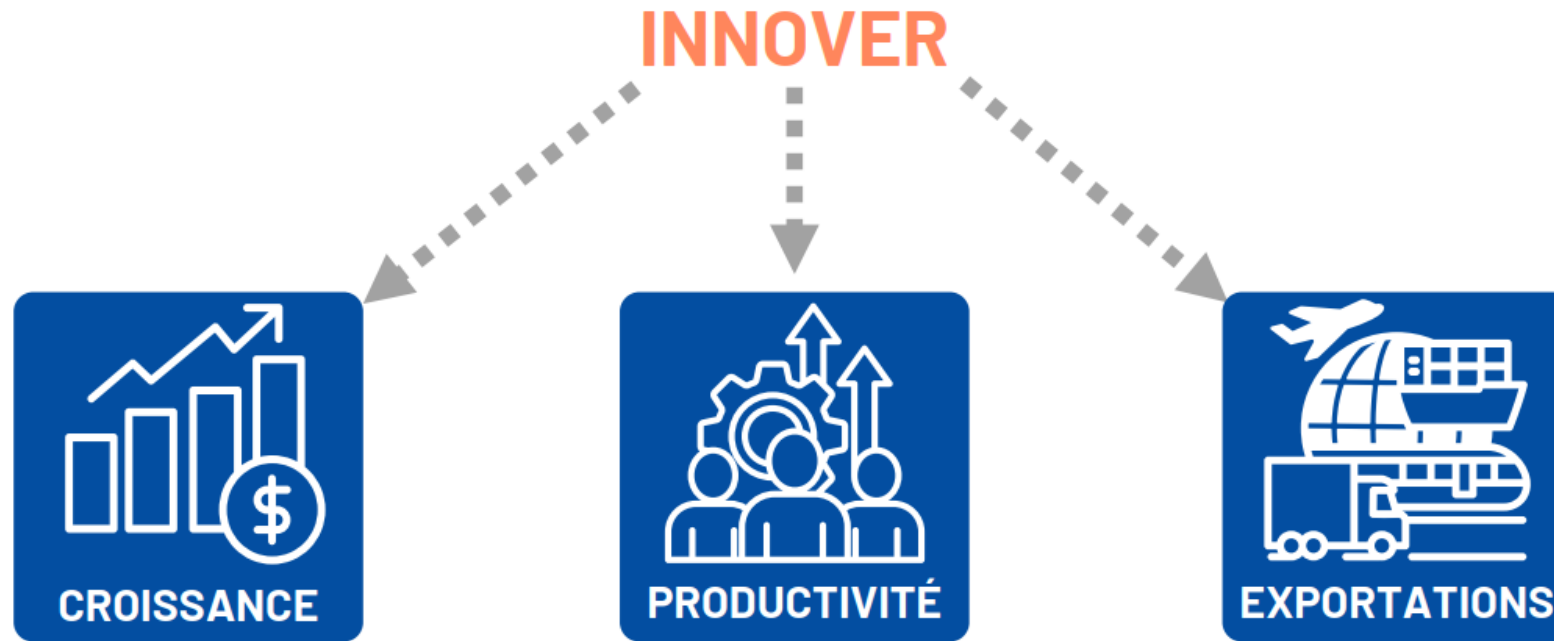 INNOVER
$
CROISSANCE
PRODUCTIVITÉ
EXPORTATIONS